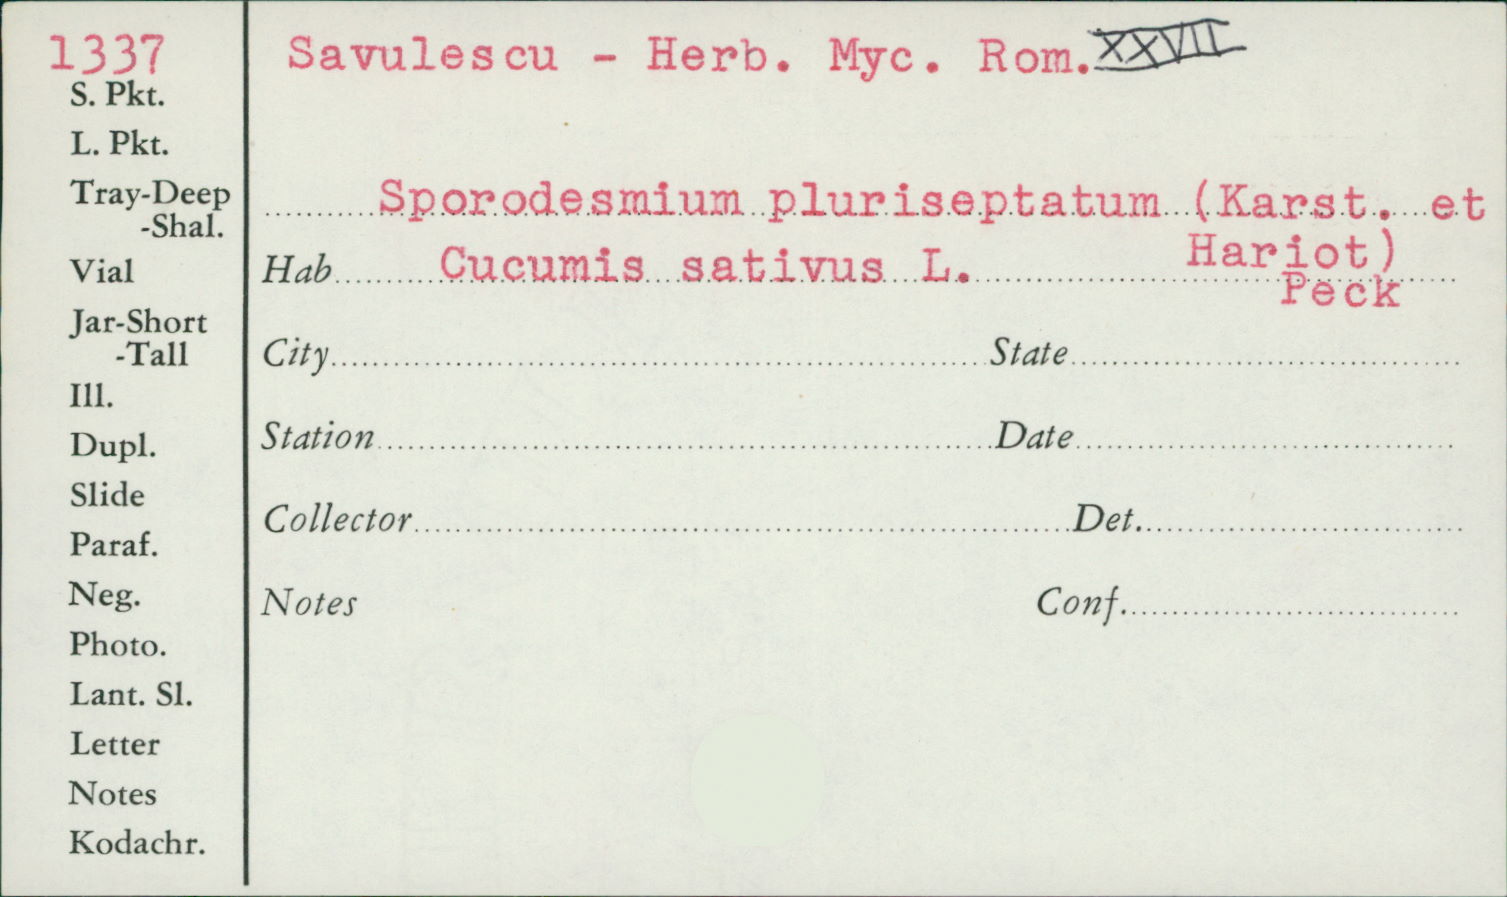 1337
Savulescu - Herb. Myc. Rom. XXVII
S. Pkt.
L. Pkt.
Tray-Deep
-Shal.
Vial
Jar-Short
-Tall
Ill.
Dupl.
Slide
Paraf.
Neg.
Photo.
Lant. Sl.
Letter
Notes
Kodachr.
Sporodesmium pluriseptatum (Karst. et
Hariot)
Peck
Hab Cucumis sativus L.
City State
Station Date
Collector Det.
Notes Conf.